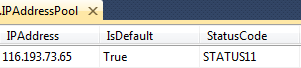 .IPAddressPool
IPAddress IsDefault StatusCode
116.193.73.65 True STATUS11